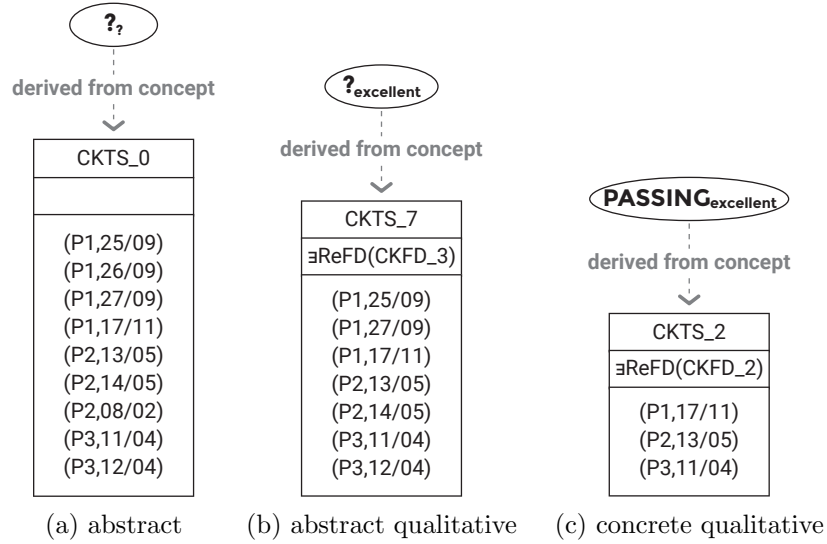 ??
derived from concept
CKTS_0
(P1,25/09)
(P1,26/09)
(P1,27/09)
(P1,17/11)
(P2,13/05)
(P2,14/05)
(P2,08/02)
(P3,11/04)
(P3,12/04)
(a) abstract
?excellent
derived from concept
CKTS_7
∃ReFD(CKFD_3)
(P1,25/09)
(P1,27/09)
(P1,17/11)
(P2,13/05)
(P2,14/05)
(P3,11/04)
(P3,12/04)
(b) abstract qualitative
PASSINGexcellent
derived from concept
CKTS_2
∃ReFD(CKFD_2)
(P1,17/11)
(P2,13/05)
(P3,11/04)
(c) concrete qualitative